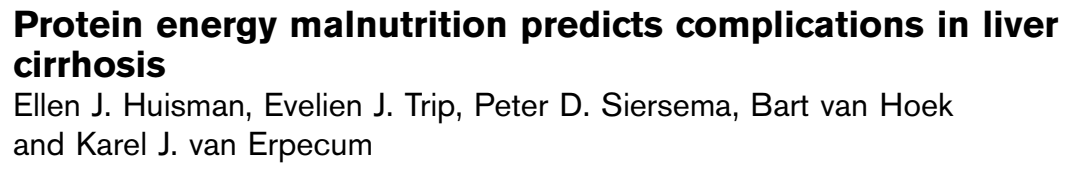 Protein energy malnutrition predicts complications in liver
cirrhosis
Ellen J. Huisman, Evelien J. Trip, Peter D. Siersema, Bart van Hoek
and Karel J. van Erpecum